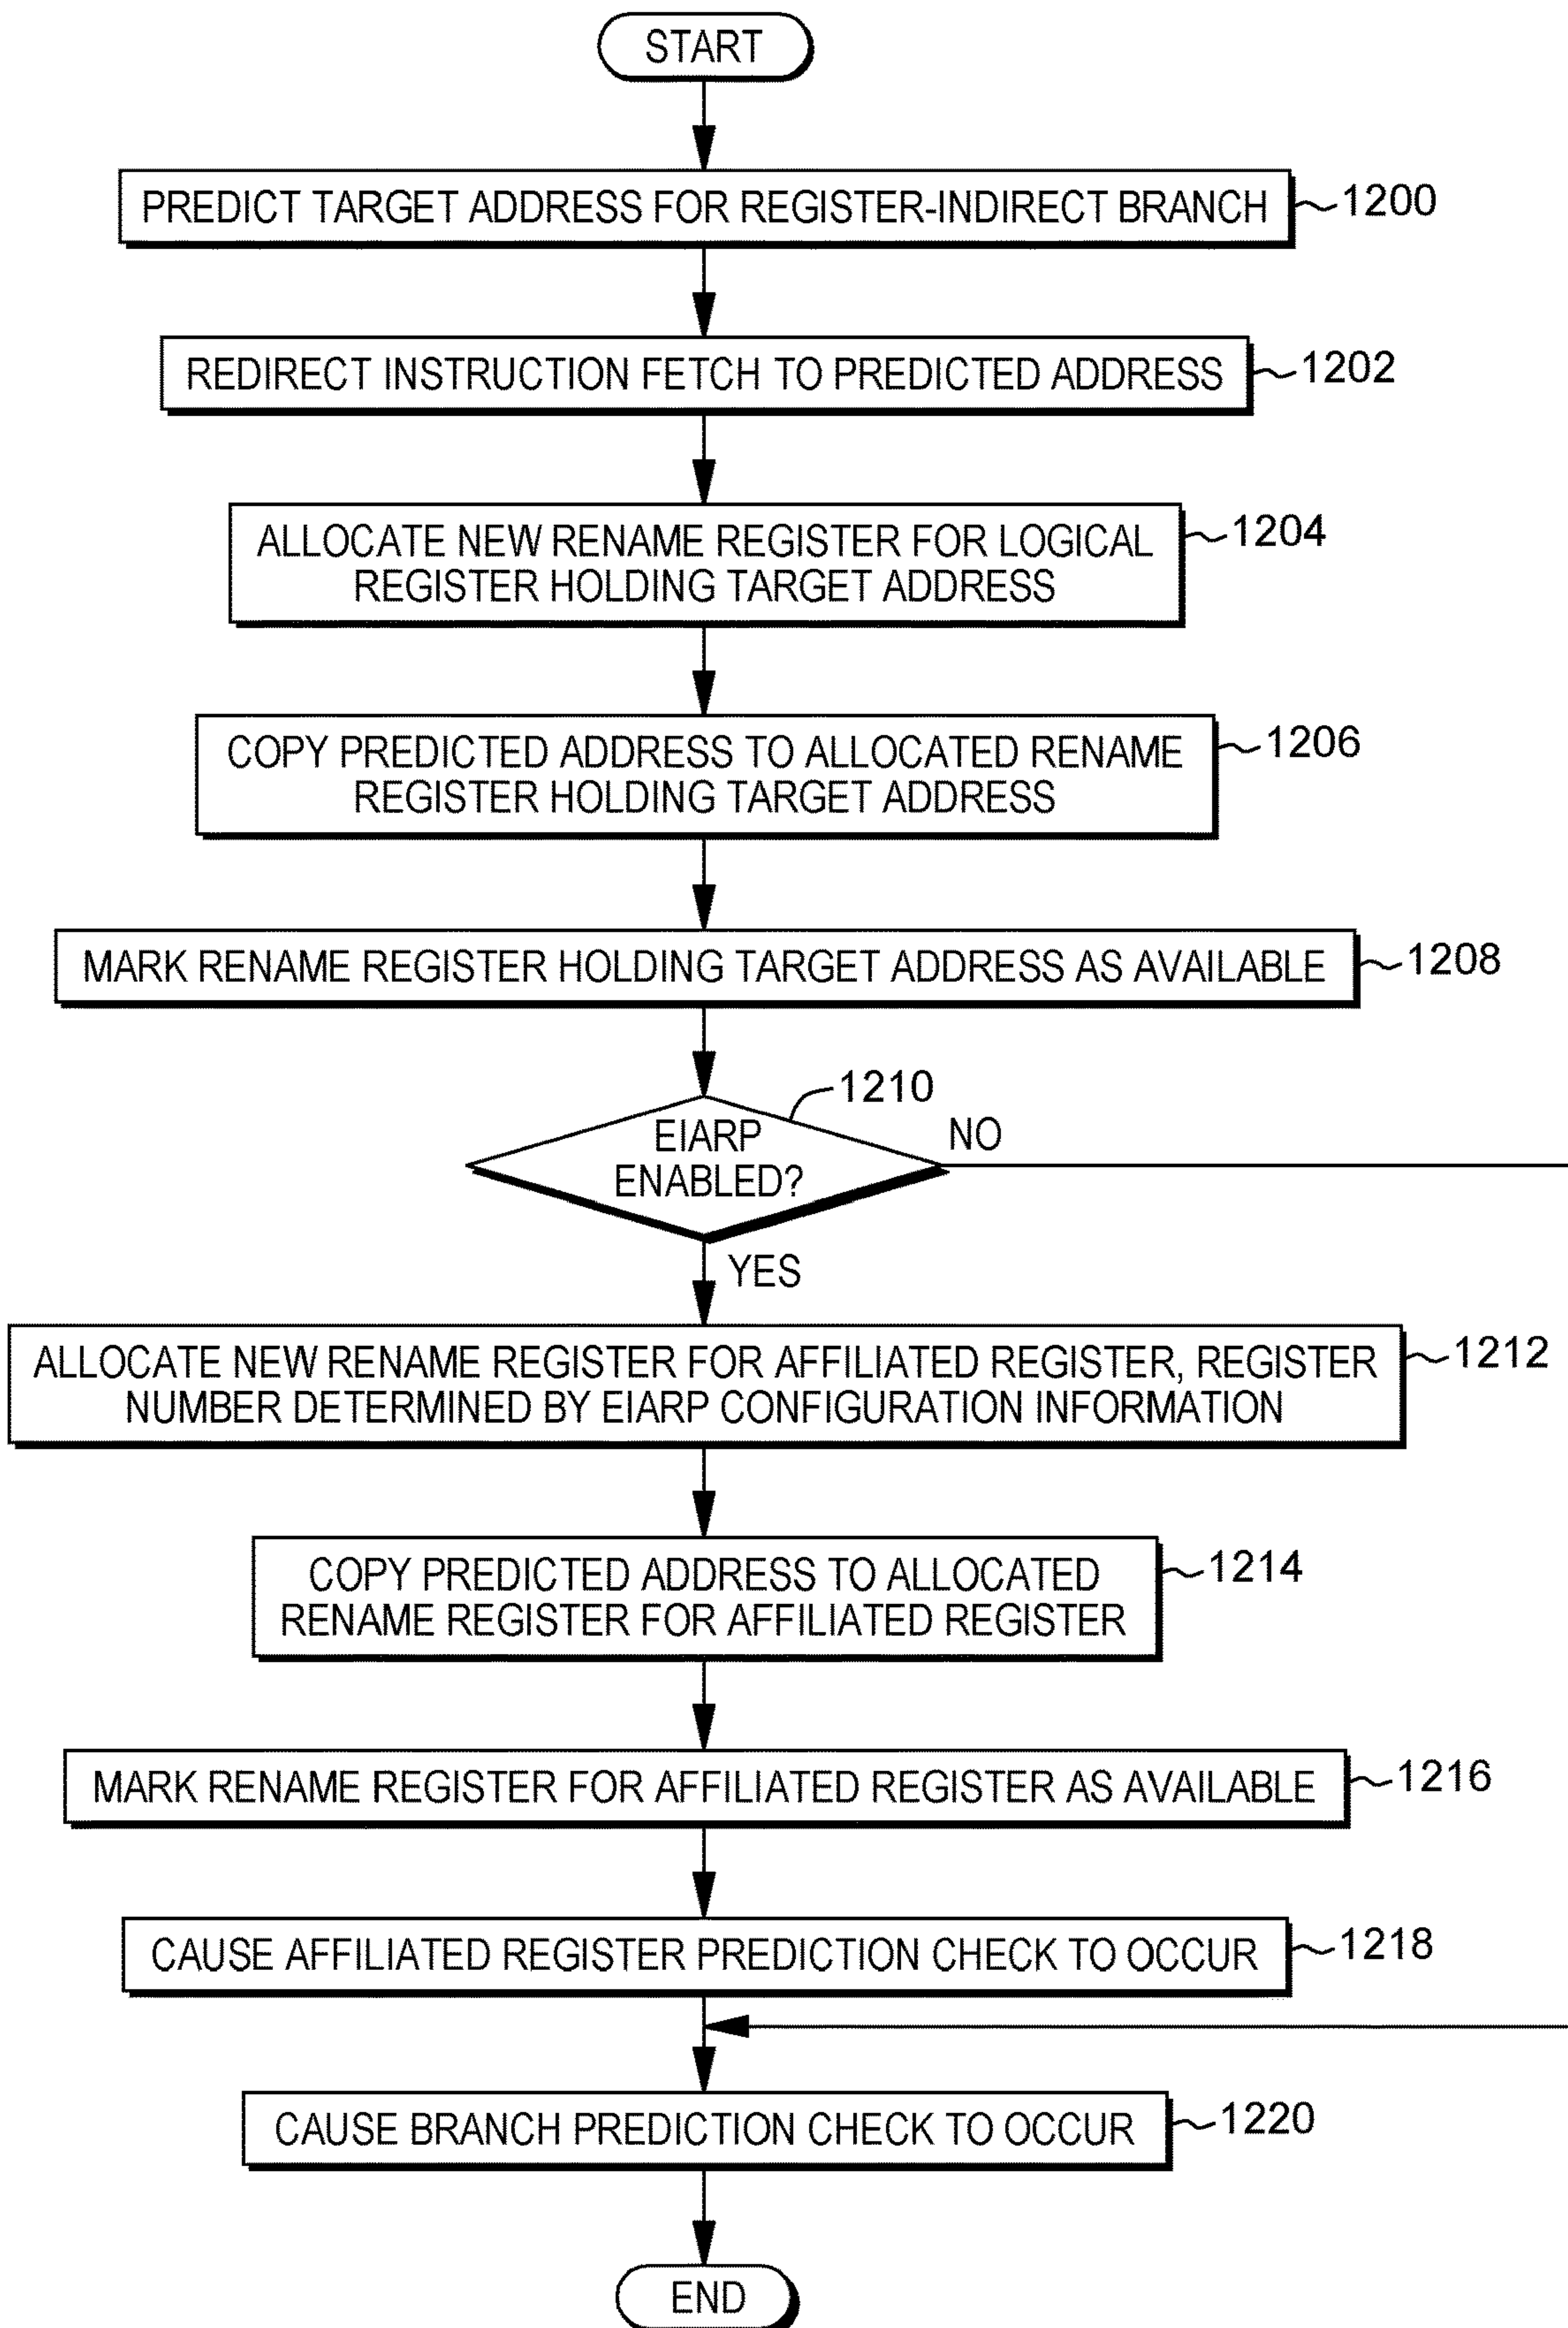 START
PREDICT TARGET ADDRESS FOR REGISTER-INDIRECT BRANCH
1200
REDIRECT INSTRUCTION FETCH TO PREDICTED ADDRESS
1202
ALLOCATE NEW RENAME REGISTER FOR LOGICAL
REGISTER HOLDING TARGET ADDRESS
1204
COPY PREDICTED ADDRESS TO ALLOCATED RENAME
REGISTER HOLDING TARGET ADDRESS
1206
MARK RENAME REGISTER HOLDING TARGET ADDRESS AS AVAILABLE
1208
1210
EIARP
ENABLED?
NO
YES
ALLOCATE NEW RENAME REGISTER FOR AFFILIATED REGISTER, REGISTER
NUMBER DETERMINED BY EIARP CONFIGURATION INFORMATION
1212
COPY PREDICTED ADDRESS TO ALLOCATED
RENAME REGISTER FOR AFFILIATED REGISTER
1214
MARK RENAME REGISTER FOR AFFILIATED REGISTER AS AVAILABLE
1216
CAUSE AFFILIATED REGISTER PREDICTION CHECK TO OCCUR
1218
CAUSE BRANCH PREDICTION CHECK TO OCCUR
1220
END